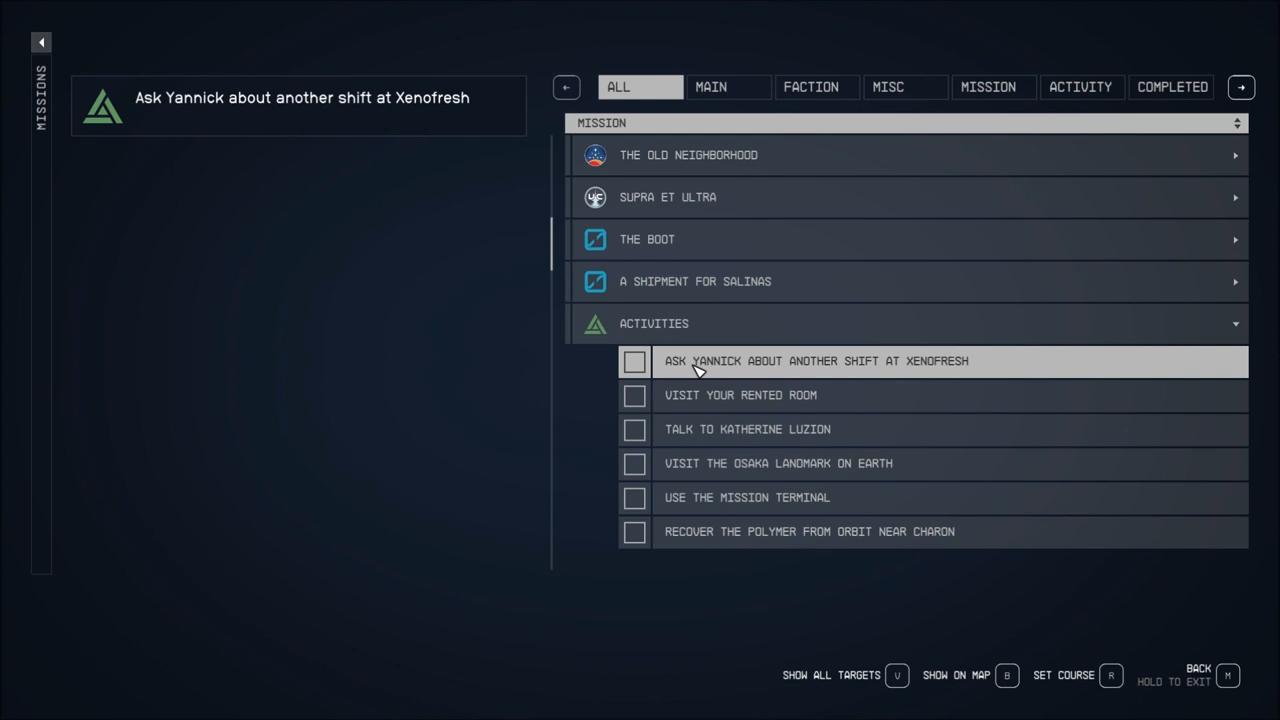 MISSIONS
Ask Yannick about another shift at Xenofresh
ALL
MAIN
FACTION
MISC
MISSION
ACTIVITY
COMPLETED
MISSION
THE OLD NEIGHBORHOOD
UC
SUPRA ET ULTRA
THE BOOT
A SHIPMENT FOR SALINAS
ACTIVITIES
ASK YANNICK ABOUT ANOTHER SHIFT AT XENOFRESH
VISIT YOUR RENTED ROOM
TALK TO KATHERINE LUZION
VISIT THE OSAKA LANDMARK ON EARTH
USE THE MISSION TERMINAL
RECOVER THE POLYMER FROM ORBIT NEAR CHARON
SHOW ALL TARGETS V
SHOW ON MAP B
SET COURSE R
BACK
HOLD TO EXIT M